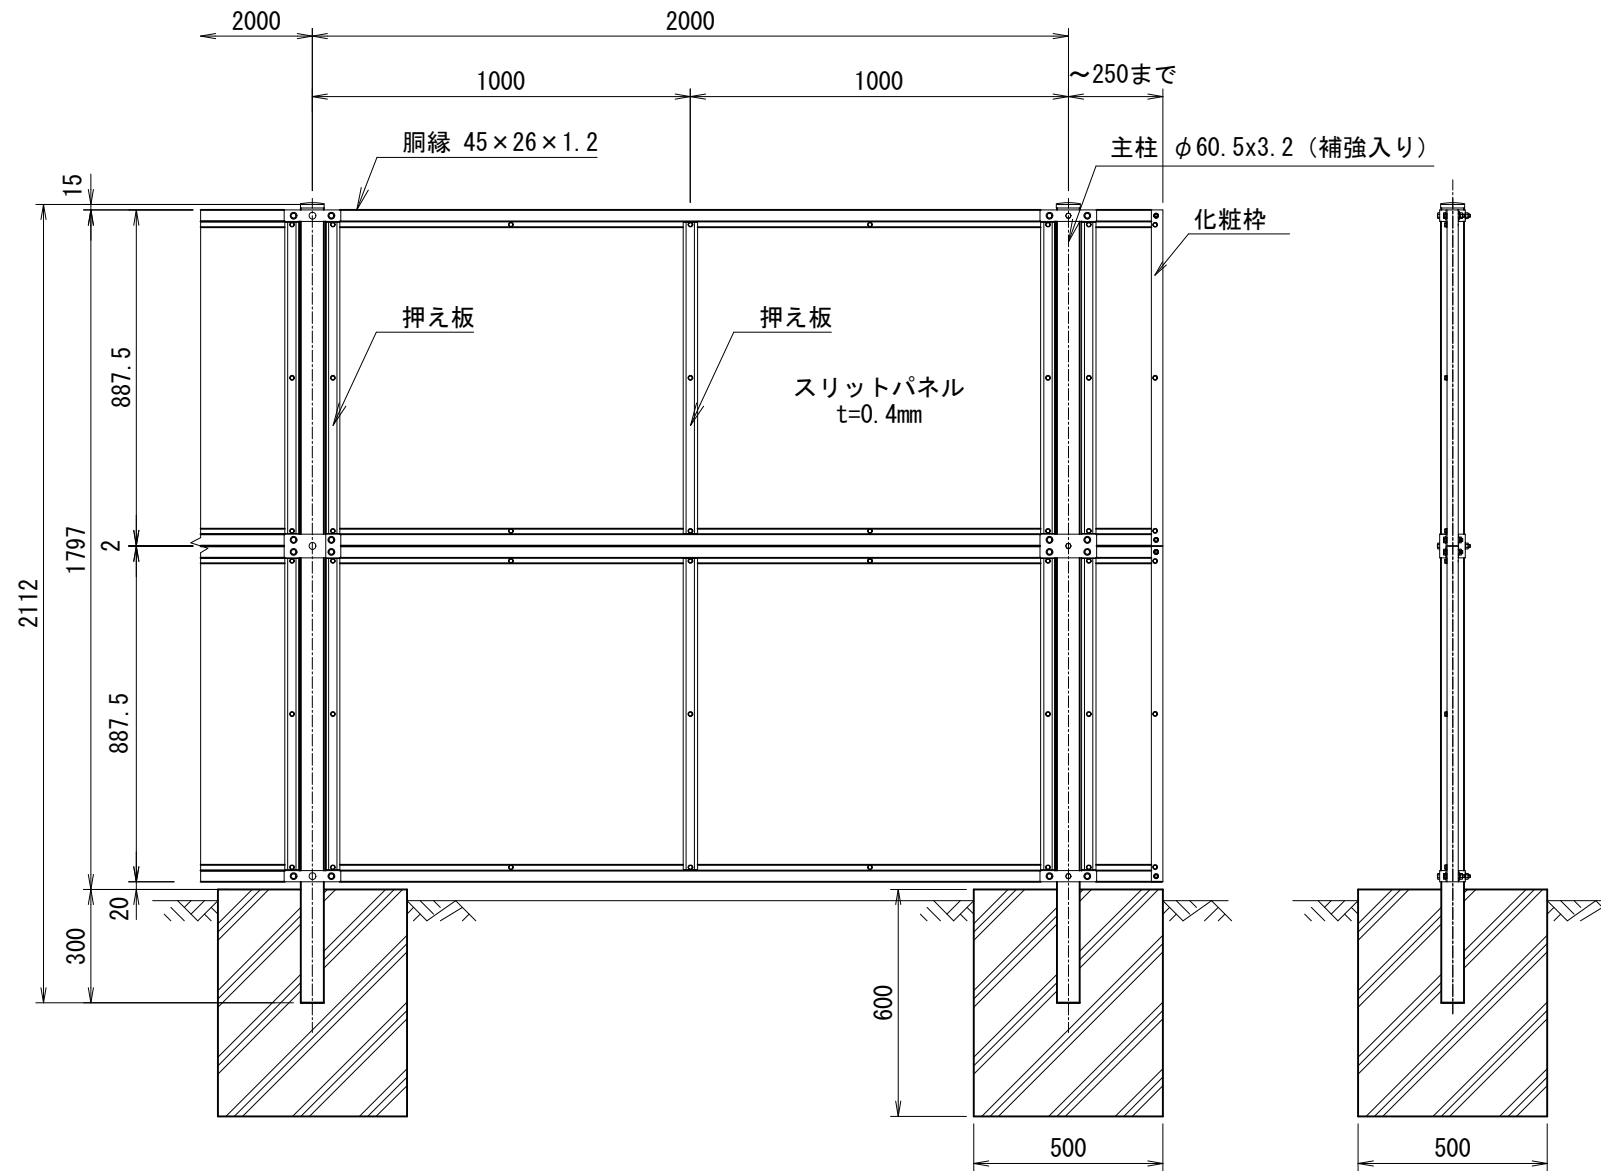 2000
2000
1000
1000
～250まで
胴縁 45×26×1.2
主柱 φ60.5x3.2（補強入り）
15
化粧枠
押え板
押え板
887.5
スリットパネル
t=0.4mm
1797
2
2112
887.5
20
300
600
500
500